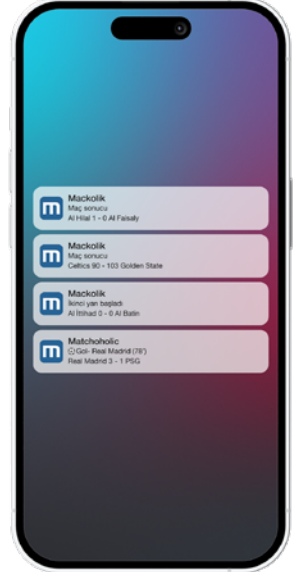 m
Mackolik
Maç sonucu
Al Hilal 1 - 0 Al Faisaly
m
Mackolik
Maç sonucu
Celtics 90 - 103 Golden State
m
Mackolik
İkinci yarı başladı
Al İttihad 0 - 0 Al Batin
m
Matchoholic
Gol- Real Madrid (78')
Real Madrid 3 - 1 PSG